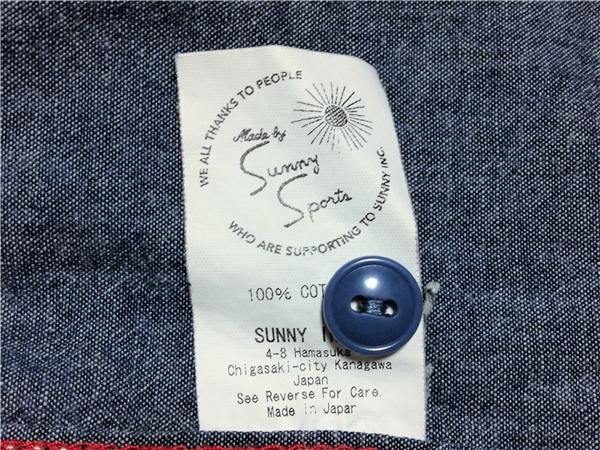 WE ALL THANKS TO PEOPLE
WHO ARE SUPPORTING TO SUNNY INC.
Made by
Sunny
Sports
100% COT
SUNNY
4-8 Hamasuka
Chigasaki-city Kanagawa
Japan
See Reverse For Care.
Made in Japan